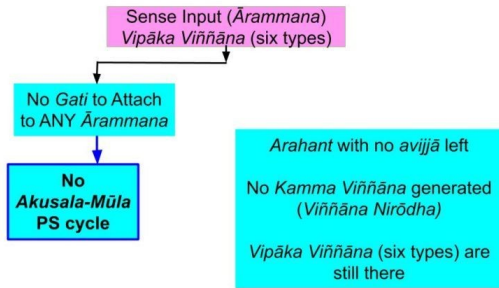 Sense Input (Ārammana)
Vipāka Viññāna (six types)
No Gati to Attach
to ANY Ārammana
No
Akusala-Mūla
PS cycle
Arahant with no avijjā left
No Kamma Viññāna generated
(Viññāna Nirōdha)
Vipāka Viññāna (six types) are
still there